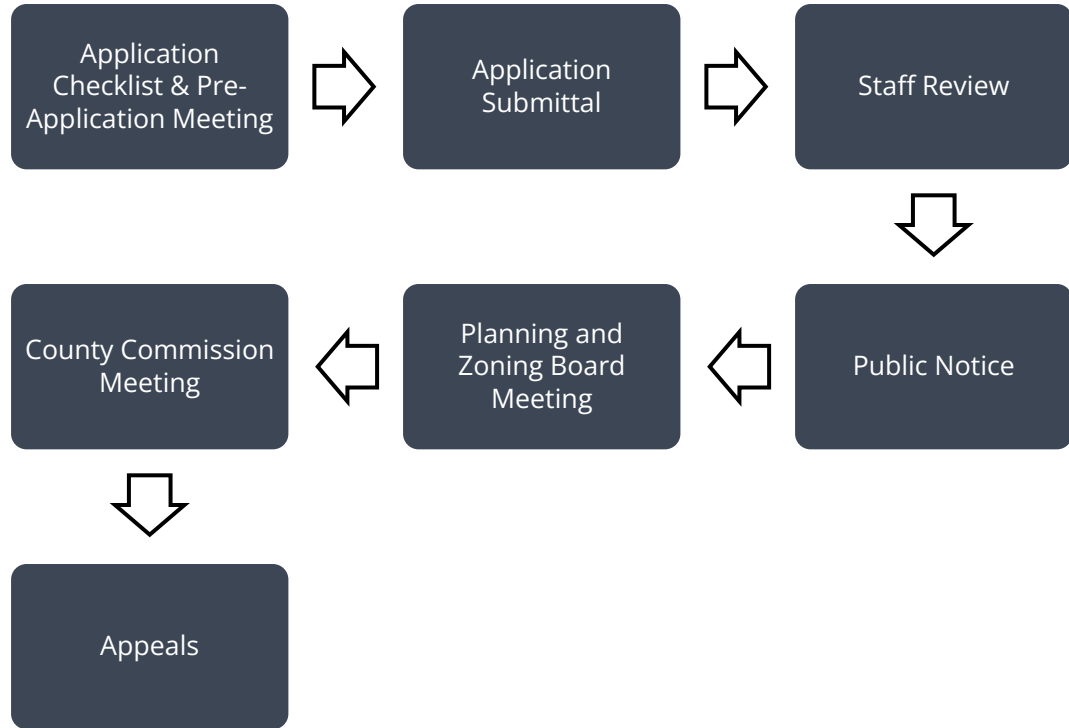 Application
Checklist & Pre-
Application Meeting
Application
Submittal
Staff Review
Public Notice
Planning and
Zoning Board
Meeting
County Commission
Meeting
Appeals